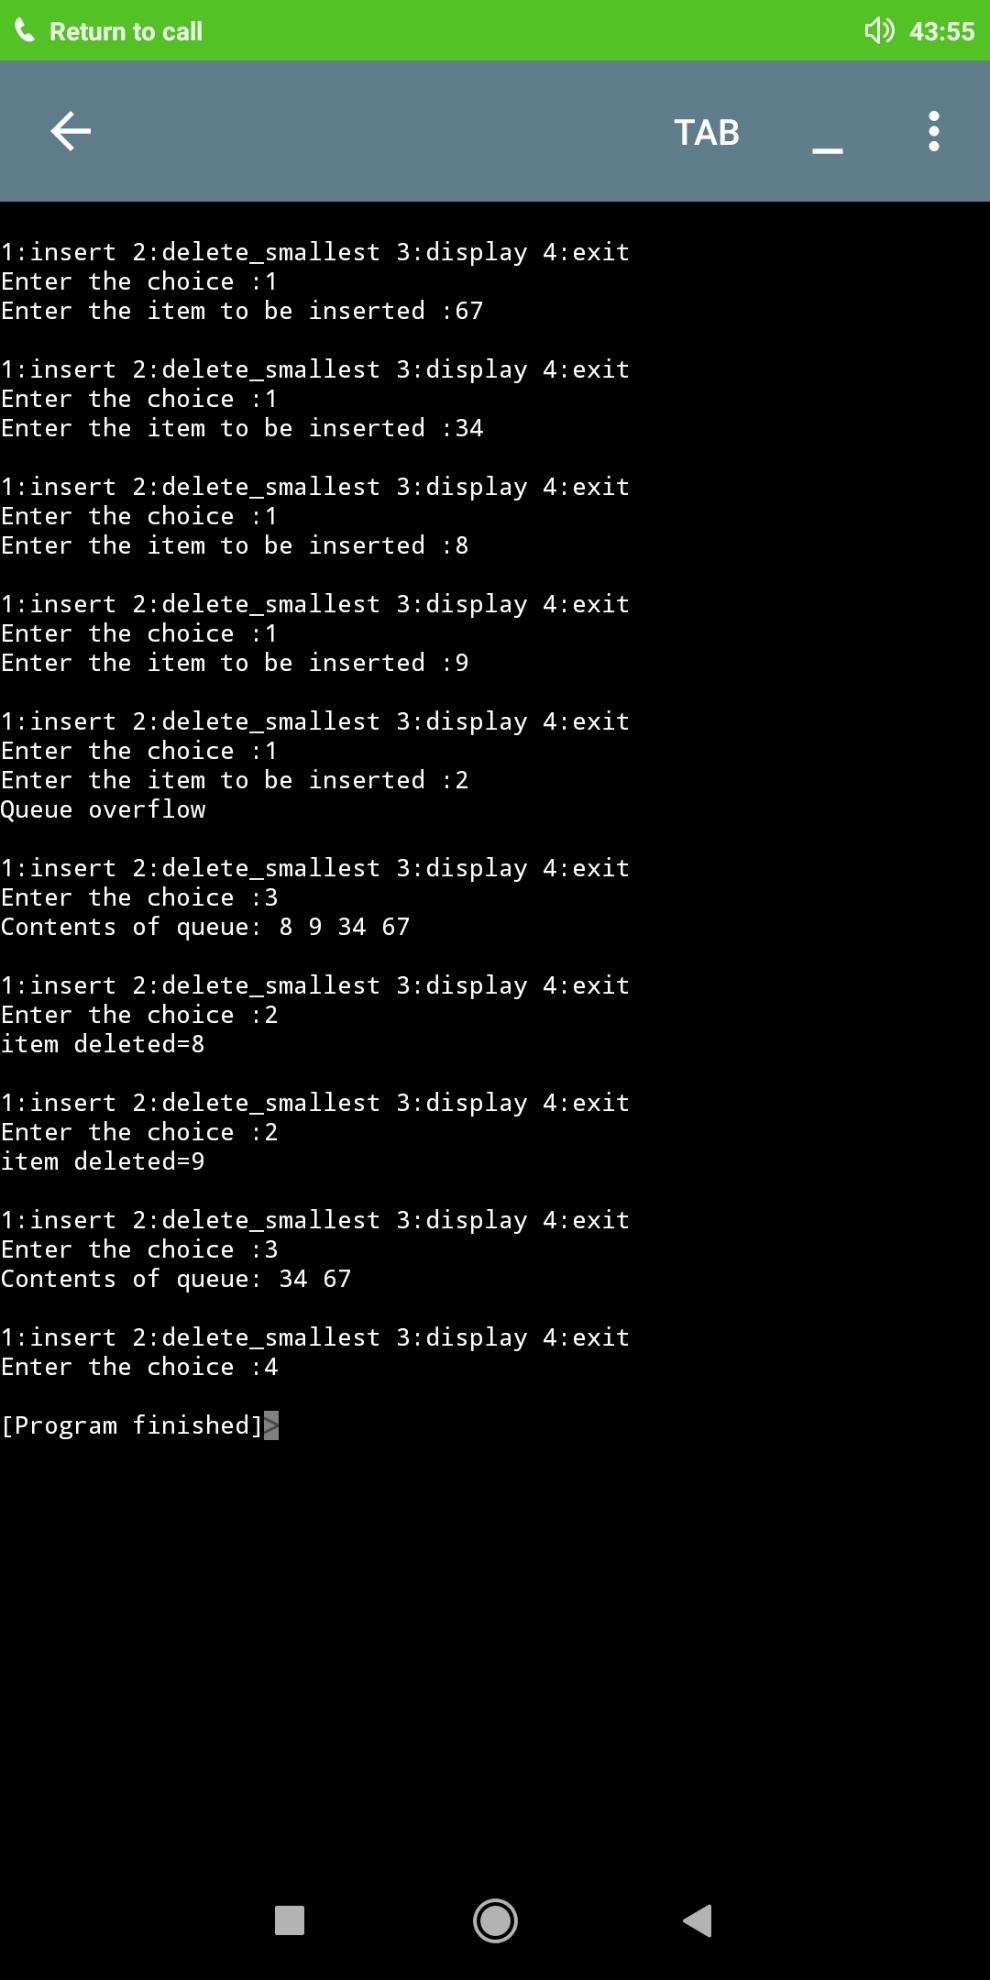 Return to call 43:55
TAB
1:insert 2:delete_smallest 3:display 4:exit
Enter the choice :1
Enter the item to be inserted :67
1:insert 2:delete_smallest 3:display 4:exit
Enter the choice :1
Enter the item to be inserted :34
1:insert 2:delete_smallest 3:display 4:exit
Enter the choice :1
Enter the item to be inserted :8
1:insert 2:delete_smallest 3:display 4:exit
Enter the choice :1
Enter the item to be inserted :9
1:insert 2:delete_smallest 3:display 4:exit
Enter the choice :1
Enter the item to be inserted :2
Queue overflow
1:insert 2:delete_smallest 3:display 4:exit
Enter the choice :3
Contents of queue: 8 9 34 67
1:insert 2:delete_smallest 3:display 4:exit
Enter the choice :2
item deleted=8
1:insert 2:delete_smallest 3:display 4:exit
Enter the choice :2
item deleted=9
1:insert 2:delete_smallest 3:display 4:exit
Enter the choice :3
Contents of queue: 34 67
1:insert 2:delete_smallest 3:display 4:exit
Enter the choice :4
[Program finished]>